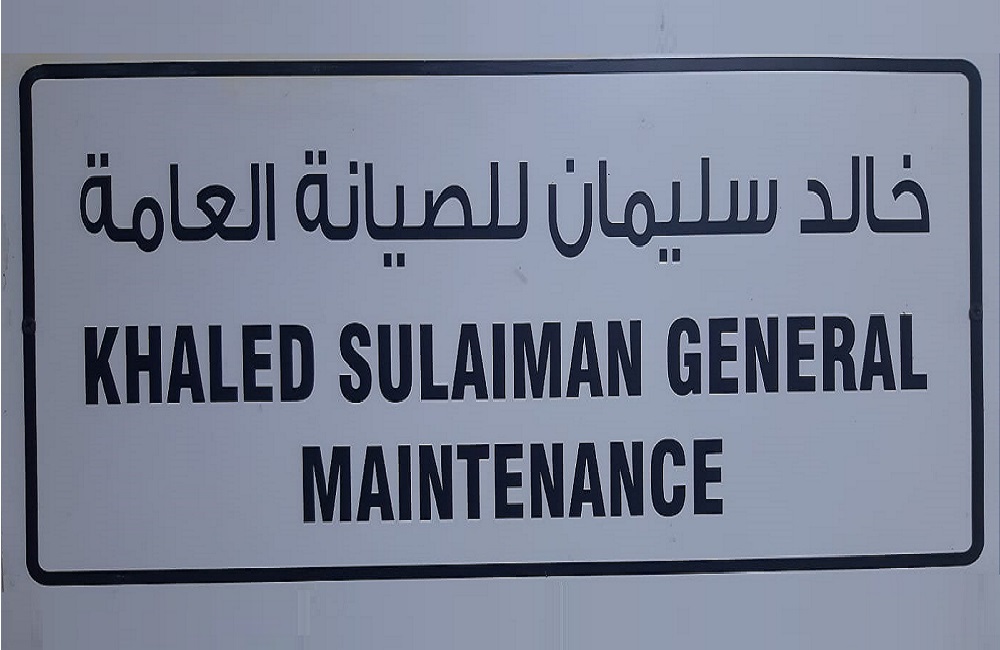 خالد سليمان للصيانة العامة
KHALED SULAIMAN GENERAL
MAINTENANCE